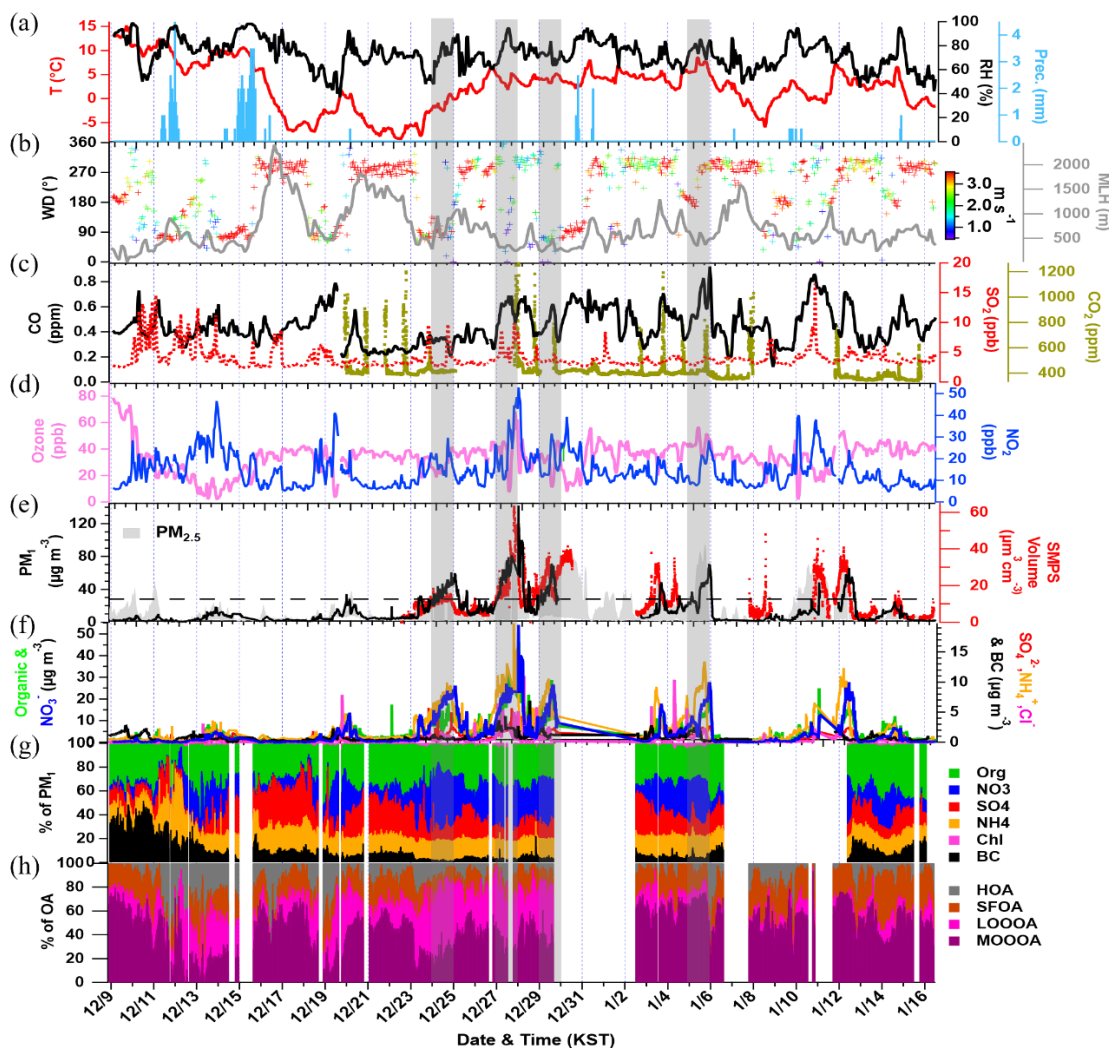 (a)
T (°C)
15
10
5
0
-5
100
80
60
40
20
0
RH (%)
4
3
2
1
0
Prec. (mm)
(b)
WD (°)
360
270
180
90
0
3.0
2.0
1.0
m s⁻¹
2000
1500
1000
500
MLH (m)
(c)
CO
(ppm)
0.8
0.6
0.4
0.2
0.0
20
15
10
5
0
SO₂ (ppb)
1200
1000
800
600
400
CO₂ (ppm)
(d)
Ozone
(ppb)
80
60
40
20
0
50
40
30
20
10
0
NO₂
(ppb)
(e)
PM₁
(µg m⁻³)
120
80
40
0
PM₂.₅
60
40
20
0
SMPS
Volume
(µm³ cm⁻³)
(f)
Organic &
NO₃⁻ (µg m⁻³)
50
40
30
20
10
15
10
5
0
SO₄²⁻,NH₄⁺,Cl⁻
& BC (µg m⁻³)
(g)
% of PM₁
100
80
60
40
20
0
Org
NO3
SO4
NH4
Chl
BC
(h)
% of OA
100
80
60
40
20
0
HOA
SFOA
LOOOA
MOOOA
12/9
12/11
12/13
12/15
12/17
12/19
12/21
12/23
12/25
12/27
12/29
12/31
1/2
1/4
1/6
1/8
1/10
1/12
1/14
1/16
Date & Time (KST)